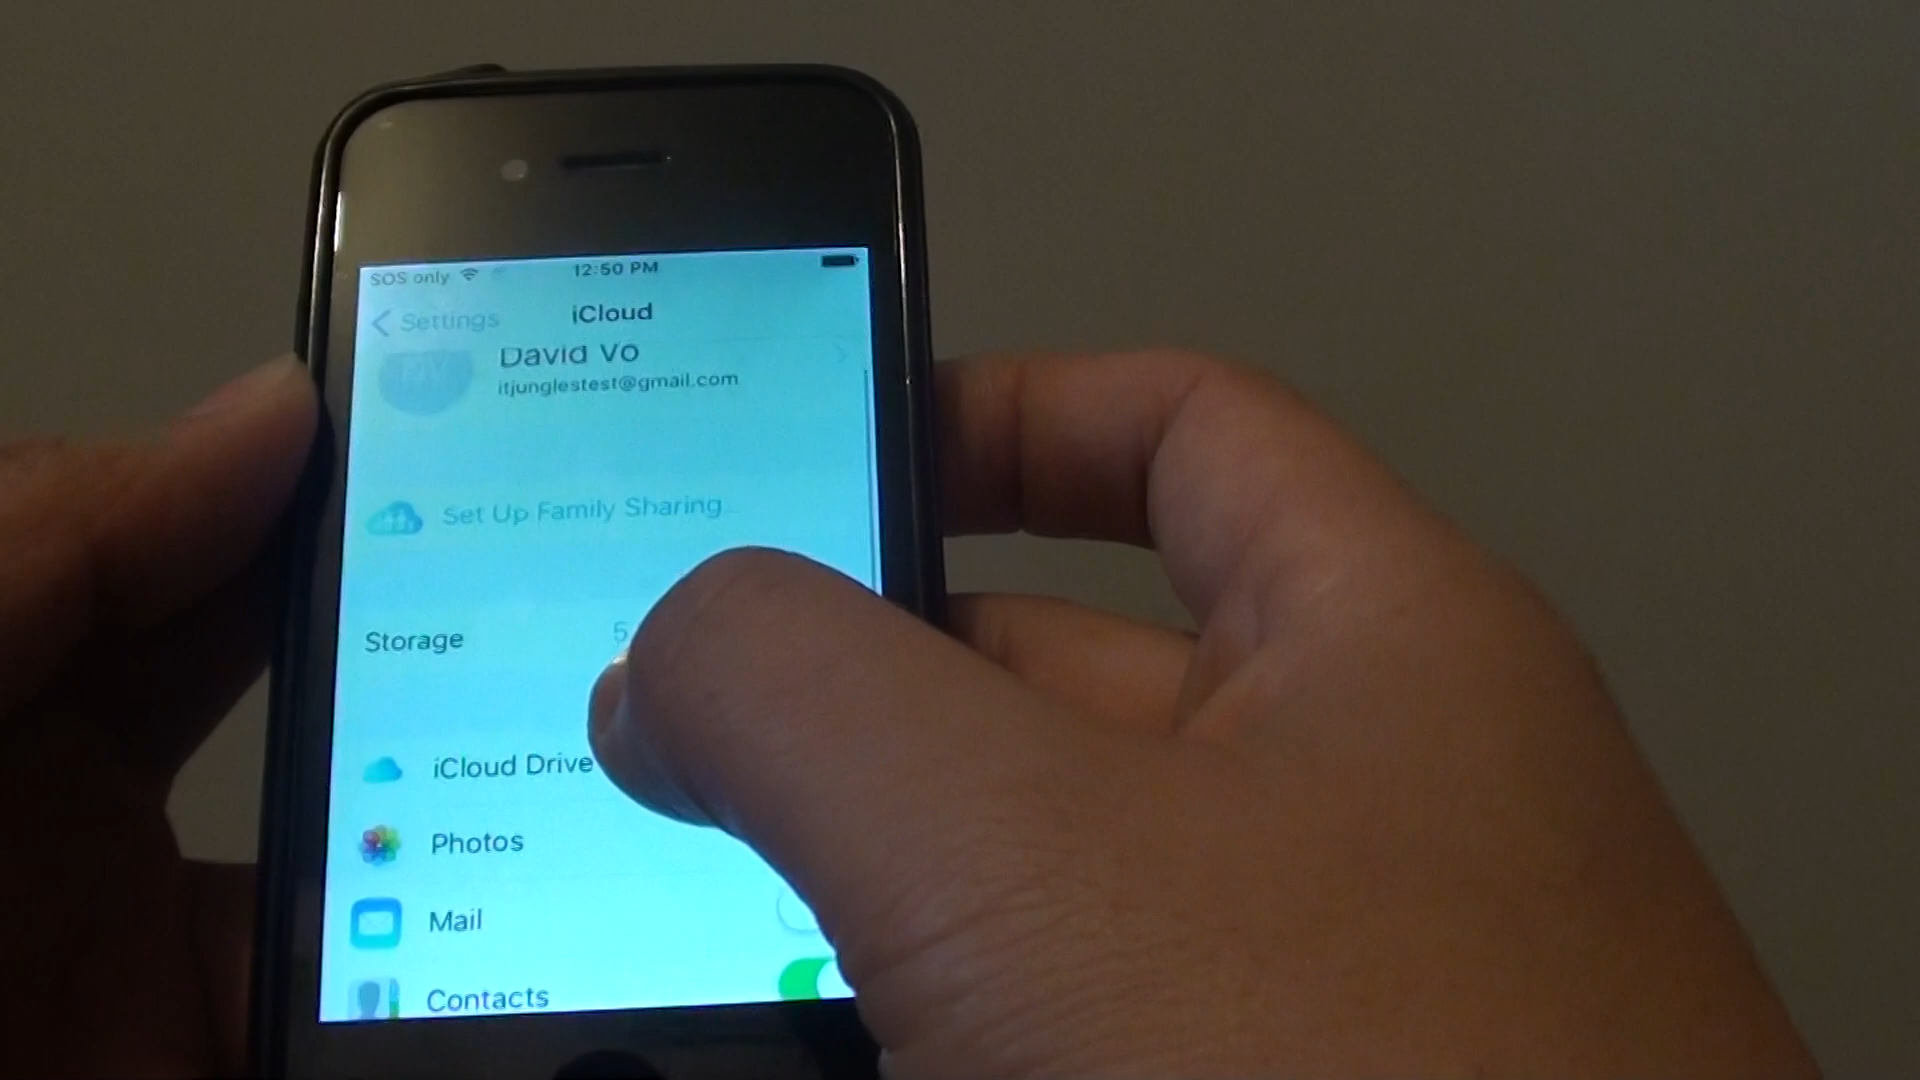 SOS only 12:50 PM
Settings iCloud
David Vo
itjunglestest@gmail.com
Set Up Family Sharing...
Storage 5
iCloud Drive
Photos
Mail
Contacts